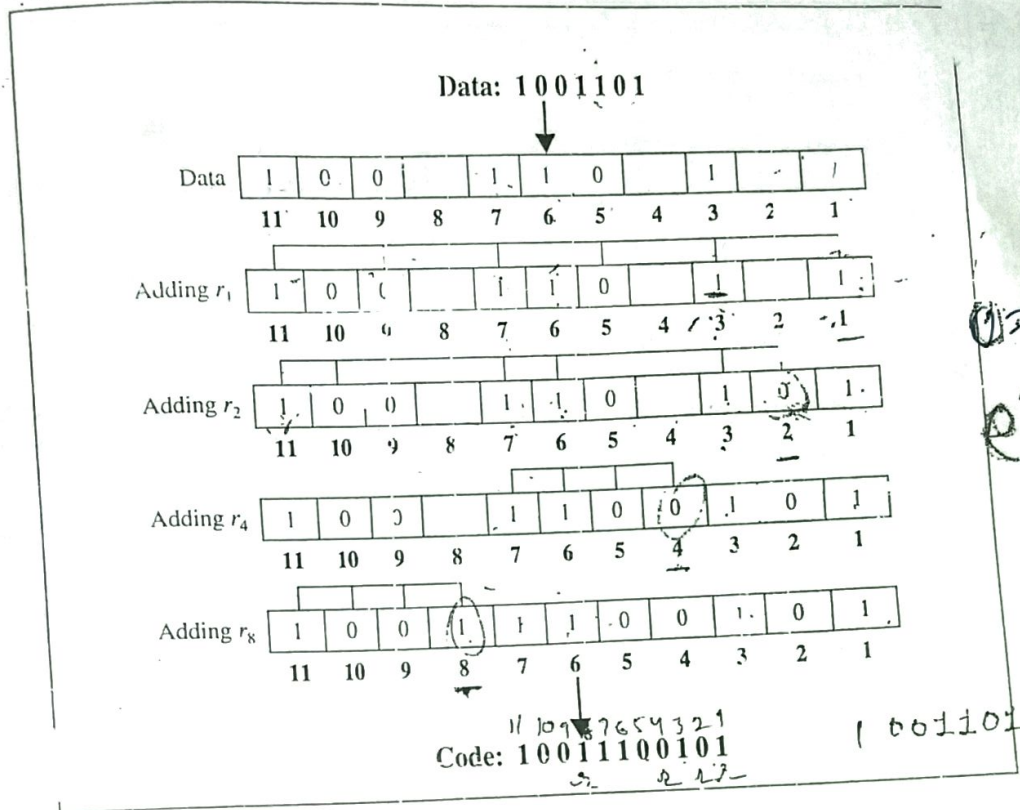 Data: 1001101
Data 1 0 0 1 1 0 1
11 10 9 8 7 6 5 4 3 2 1
Adding r1 1 0 1 1 0 1 1
11 10 9 8 7 6 5 4 3 2 1
Adding r2 1 0 0 1 1 0 1 0 1
11 10 9 8 7 6 5 4 3 2 1
Adding r4 1 0 0 1 1 0 0 1 0 1
11 10 9 8 7 6 5 4 3 2 1
Adding r8 1 0 0 1 1 1 0 0 1 0 1
11 10 9 8 7 6 5 4 3 2 1
11 10 9 8 7 6 5 4 3 2 1
Code: 10011100101
1 001101